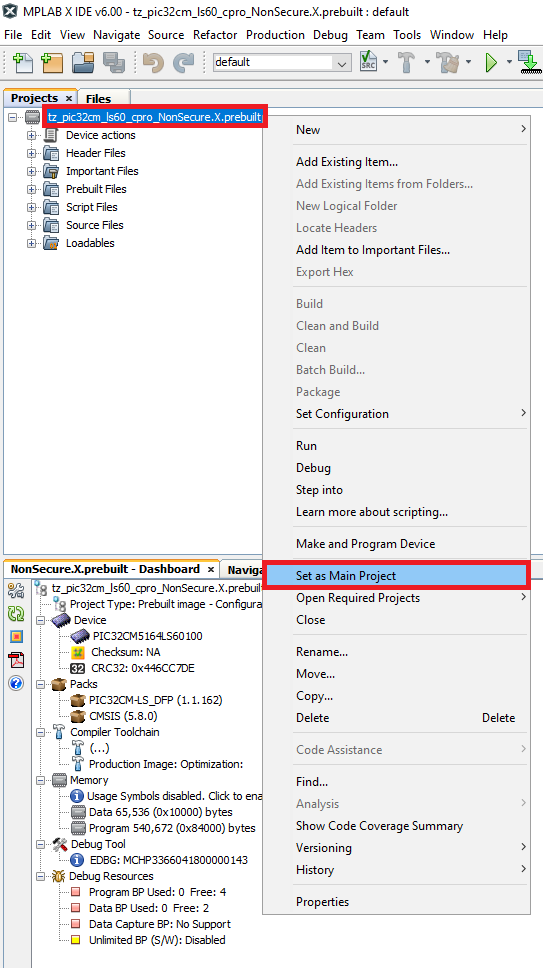 MPLAB X IDE v6.00 - tz_pic32cm_ls60_cpro_NonSecure.X.prebuilt : default
File Edit View Navigate Source Refactor Production Debug Team Tools Window Help
default
SRC
Projects x Files
tz_pic32cm_ls60_cpro_NonSecure.X.prebuilt
Device actions
Header Files
Important Files
Prebuilt Files
Script Files
Source Files
Loadables
New
Add Existing Item...
Add Existing Items from Folders...
New Logical Folder
Locate Headers
Add Item to Important Files...
Export Hex
Build
Clean and Build
Clean
Batch Build...
Package
Set Configuration
Run
Debug
Step into
Learn more about scripting...
Make and Program Device
Set as Main Project
Open Required Projects
Close
Rename...
Move...
Copy...
Delete Delete
Code Assistance
Find...
Analysis
Show Code Coverage Summary
Versioning
History
Properties
NonSecure.X.prebuilt - Dashboard x Naviga
tz_pic32cm_ls60_cpro_NonSecure.X.prebuilt
Project Type: Prebuilt image - Configura
Device
PIC32CM5164LS60100
Checksum: NA
32 CRC32: 0x446CC7DE
Packs
PIC32CM-LS_DFP (1.1.162)
CMSIS (5.8.0)
Compiler Toolchain
(...)
Production Image: Optimization:
Memory
Usage Symbols disabled. Click to ena
Data 65,536 (0x10000) bytes
Program 540,672 (0x84000) bytes
Debug Tool
EDBG: MCHP3366041800000143
Debug Resources
Program BP Used: 0 Free: 4
Data BP Used: 0 Free: 2
Data Capture BP: No Support
Unlimited BP (S/W): Disabled